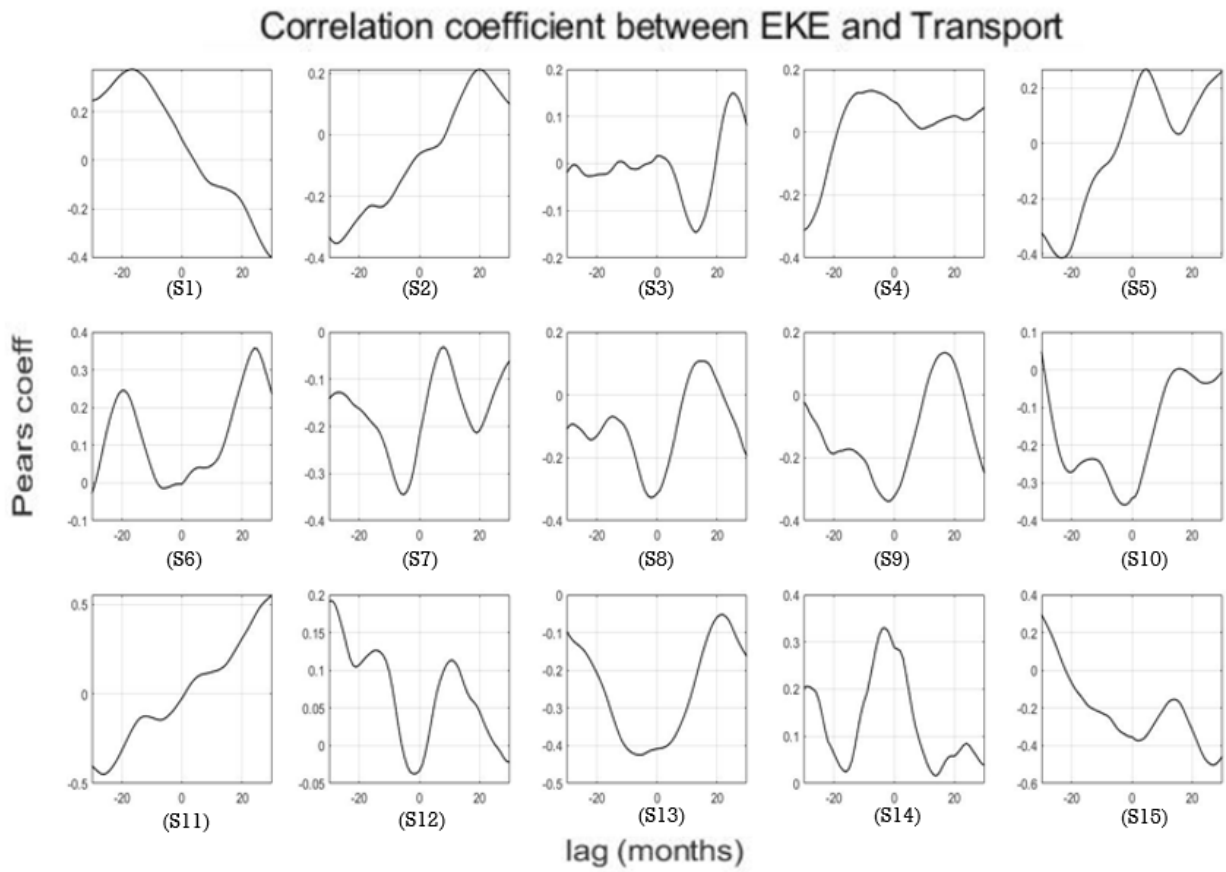 Correlation coefficient between EKE and Transport
0.2
0
-0.2
-0.4
-20 0 20
(S1)
0.2
0
-0.2
-0.4
-20 0 20
(S2)
0.2
0.1
0
-0.1
-0.2
-20 0 20
(S3)
0.2
0
-0.2
-0.4
-20 0 20
(S4)
0.2
0
-0.2
-0.4
-20 0 20
(S5)
Pears coeff
0.4
0.3
0.2
0.1
0
-0.1
-20 0 20
(S6)
0
-0.1
-0.2
-0.3
-0.4
-20 0 20
(S7)
0.2
0
-0.2
-0.4
-20 0 20
(S8)
0.2
0
-0.2
-0.4
-20 0 20
(S9)
0.1
0
-0.1
-0.2
-0.3
-0.4
-20 0 20
(S10)
0.5
0
-0.5
-20 0 20
(S11)
0.2
0.15
0.1
0.05
0
-0.05
-20 0 20
(S12)
0
-0.1
-0.2
-0.3
-0.4
-0.5
-20 0 20
(S13)
0.4
0.3
0.2
0.1
0
-20 0 20
(S14)
0.4
0.2
0
-0.2
-0.4
-0.6
-20 0 20
(S15)
lag (months)